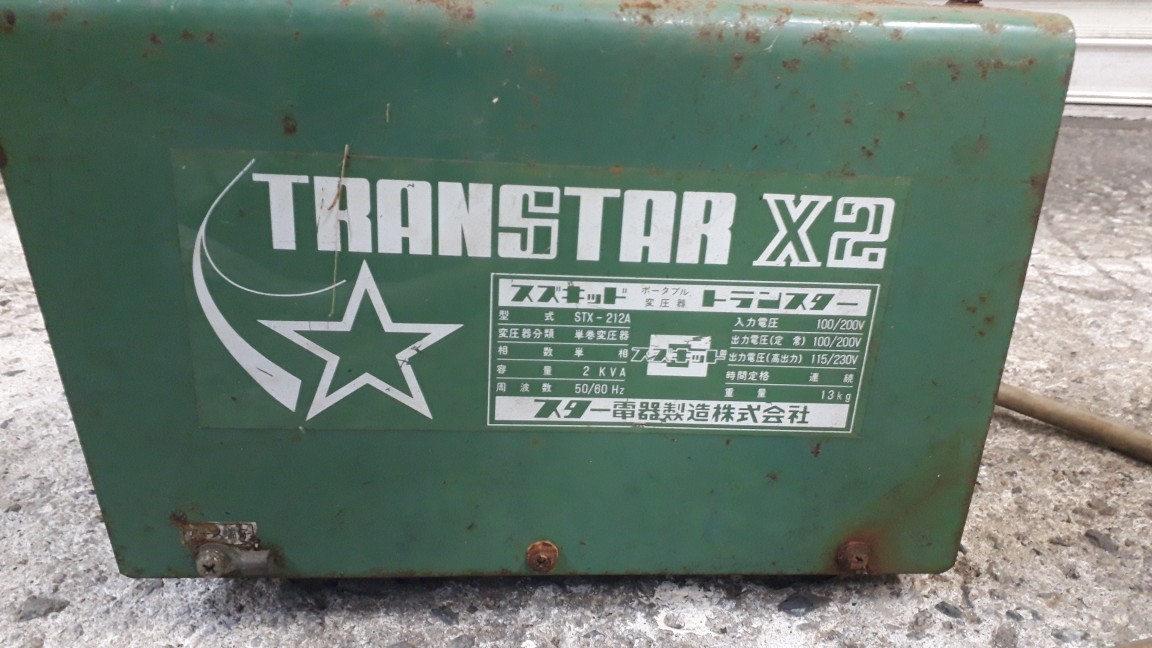 TRANSTAR X2
スズキッド ポータブル変圧器 トランスター
型式 STX-212A
変圧器分類 単巻変圧器
相数 単相
容量 2 KVA
周波数 50/60 Hz
スズキッド
S
入力電圧 100/200V
出力電圧(定常) 100/200V
出力電圧(高出力) 115/230V
時間定格 連続
重量 13kg
スター電器製造株式会社